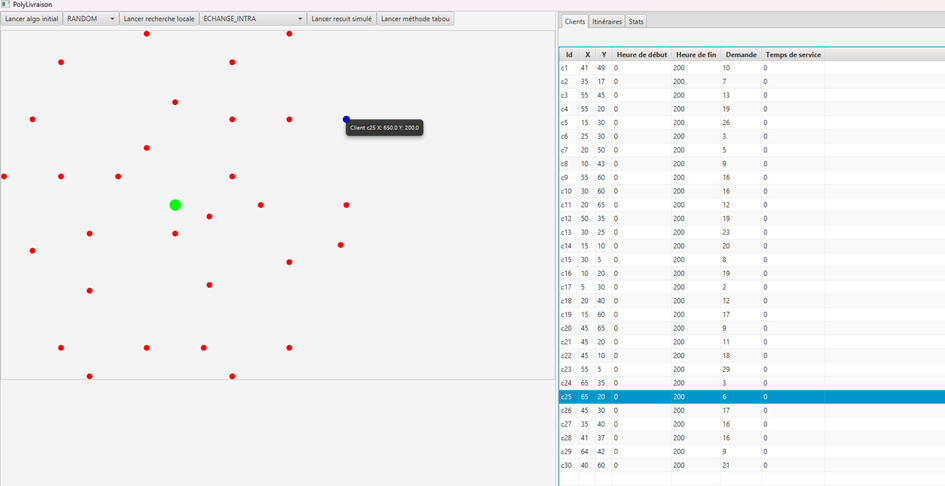 PolyLivraison
Lancer algo initial RANDOM Lancer recherche locale ECHANGE_INTRA Lancer recuit simulé Lancer méthode tabou
Client c25 X: 650.0 Y: 200.0
Clients Itinéraires Stats
Id X Y Heure de début Heure de fin Demande Temps de service
c1 41 49 0 200 10 0
c2 35 17 0 200 7 0
c3 55 45 0 200 13 0
c4 55 20 0 200 19 0
c5 15 30 0 200 26 0
c6 25 30 0 200 3 0
c7 20 50 0 200 5 0
c8 10 43 0 200 9 0
c9 55 60 0 200 16 0
c10 30 60 0 200 16 0
c11 20 65 0 200 12 0
c12 50 35 0 200 19 0
c13 30 25 0 200 23 0
c14 15 10 0 200 20 0
c15 30 5 0 200 8 0
c16 10 20 0 200 19 0
c17 5 30 0 200 2 0
c18 20 40 0 200 12 0
c19 15 60 0 200 17 0
c20 45 65 0 200 9 0
c21 45 20 0 200 11 0
c22 45 10 0 200 18 0
c23 55 5 0 200 29 0
c24 65 35 0 200 3 0
c25 65 20 0 200 6 0
c26 45 30 0 200 17 0
c27 35 40 0 200 16 0
c28 41 37 0 200 16 0
c29 64 42 0 200 9 0
c30 40 60 0 200 21 0